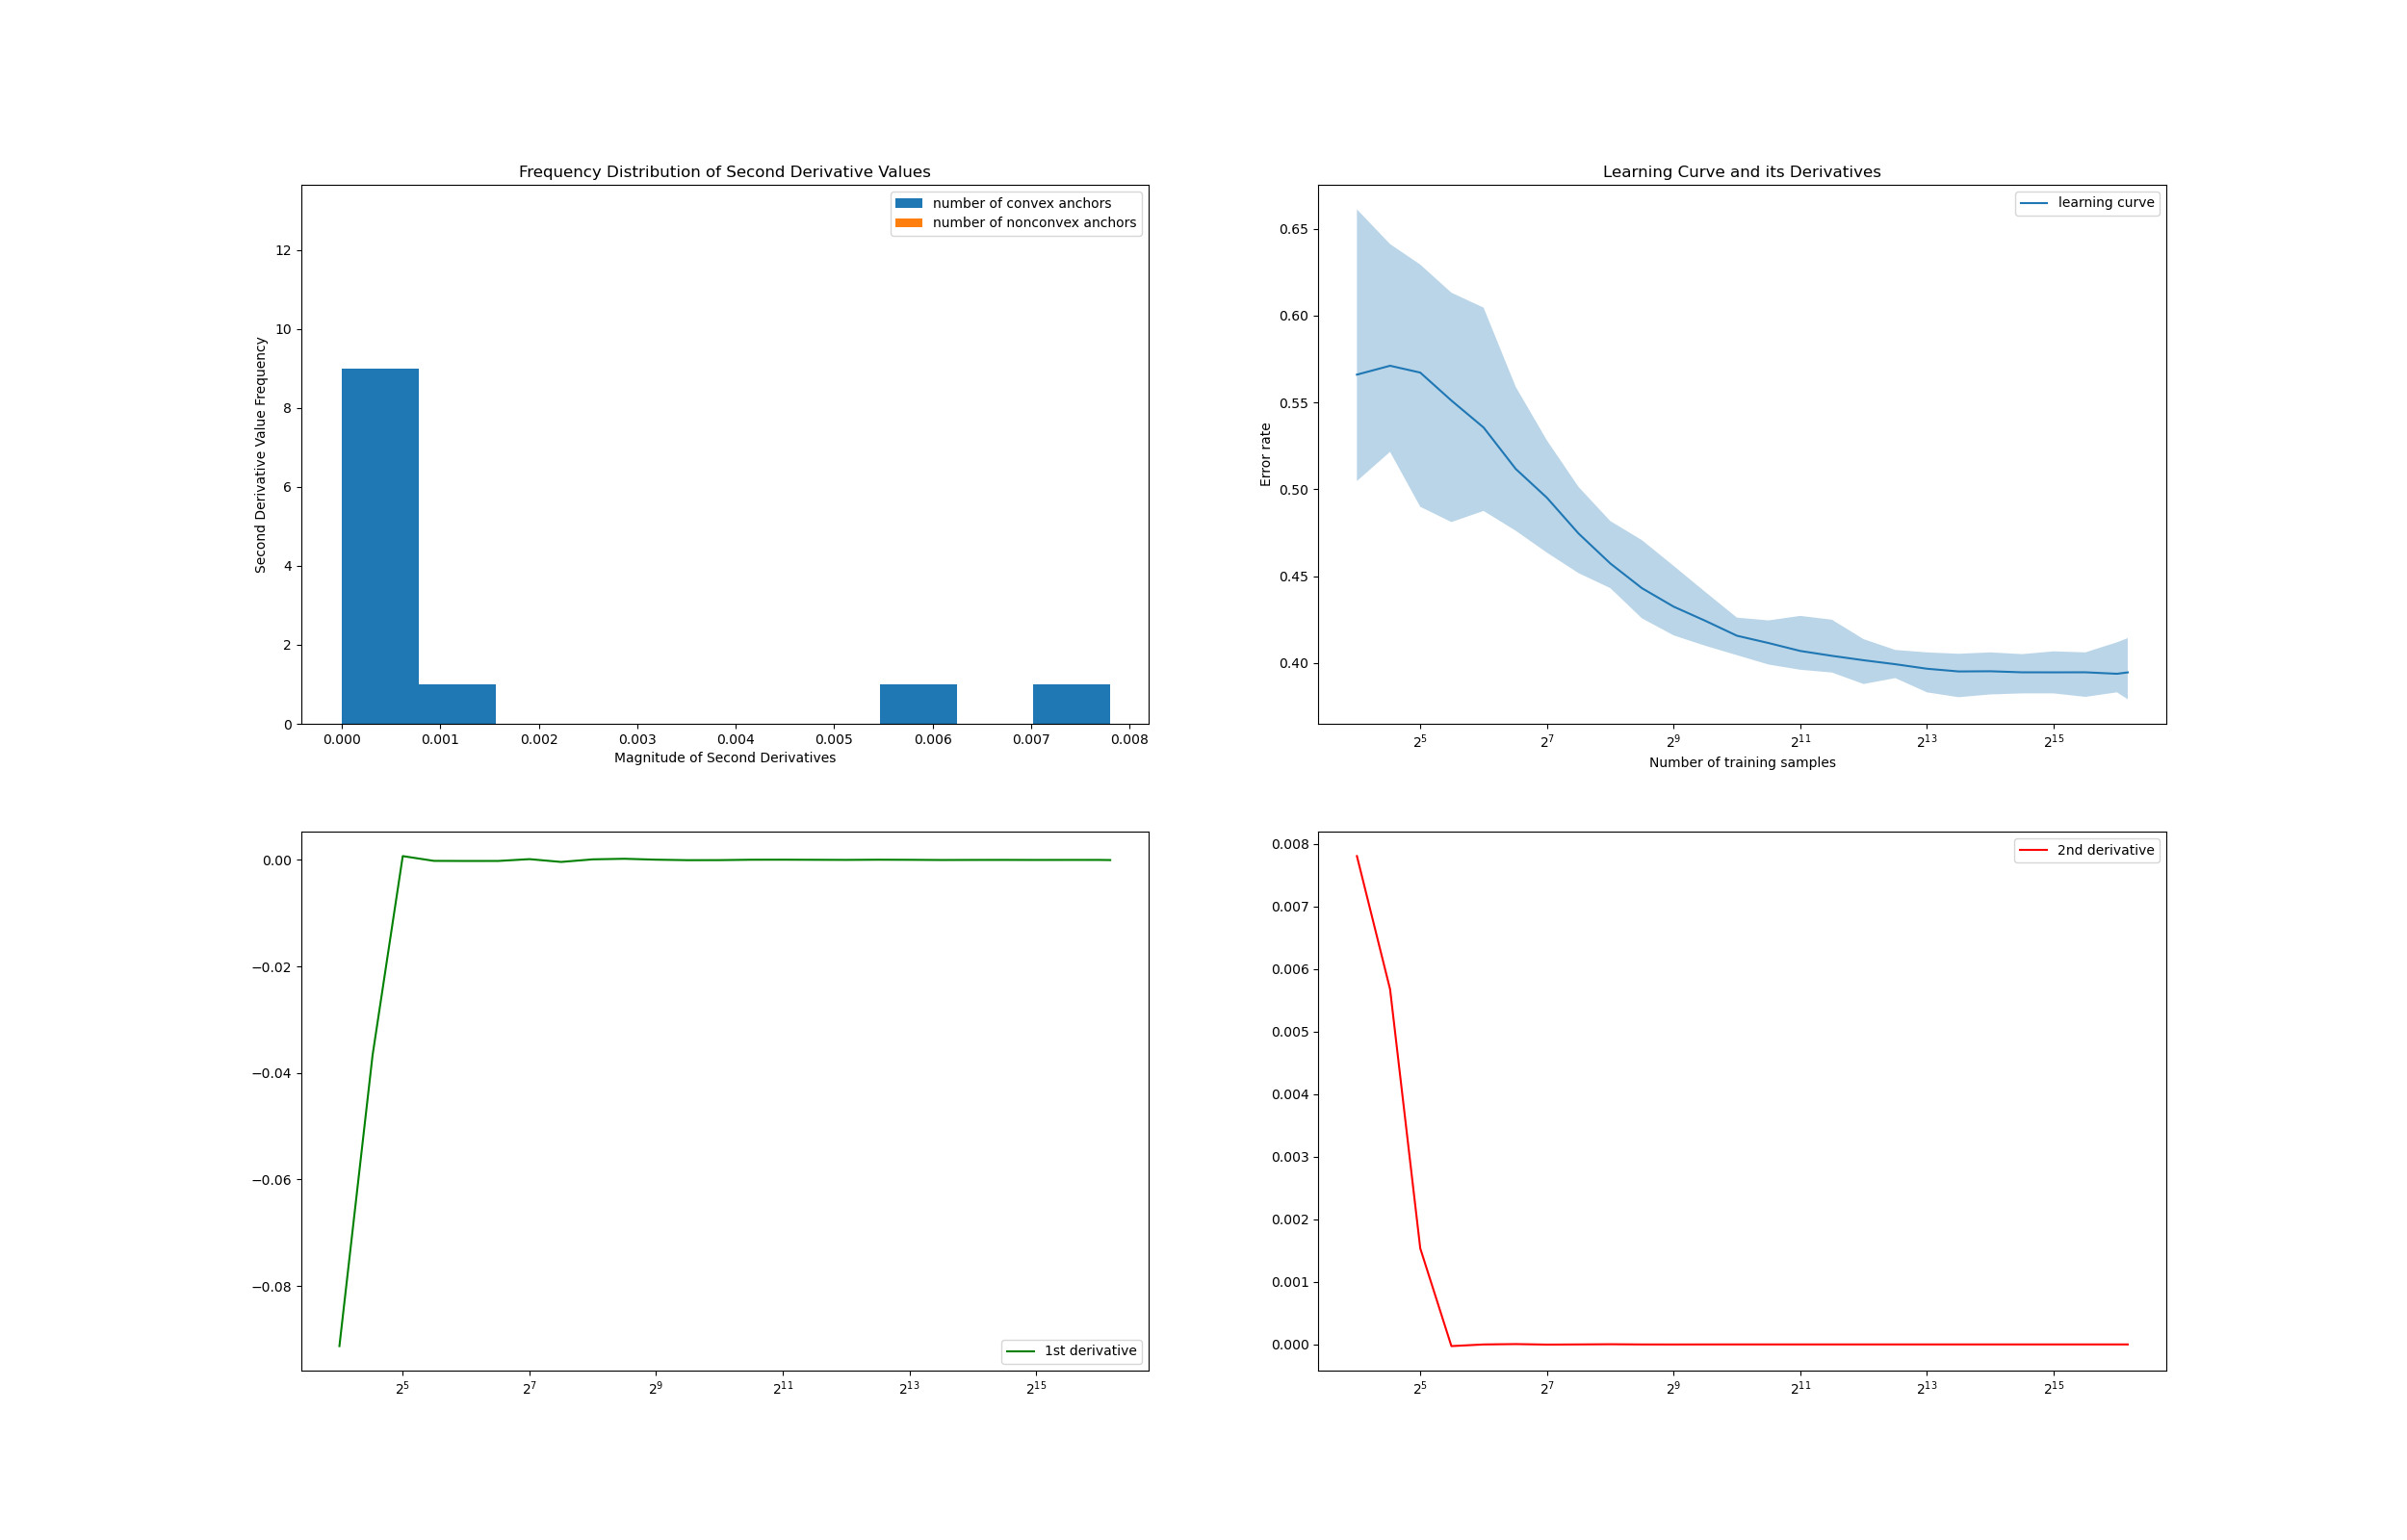 Frequency Distribution of Second Derivative Values
number of convex anchors
number of nonconvex anchors
12
10
8
6
4
2
0
Second Derivative Value Frequency
0.000 0.001 0.002 0.003 0.004 0.005 0.006 0.007 0.008
Magnitude of Second Derivatives
Learning Curve and its Derivatives
learning curve
0.65
0.60
0.55
0.50
0.45
0.40
Error rate
2^5 2^7 2^9 2^11 2^13 2^15
Number of training samples
0.00
−0.02
−0.04
−0.06
−0.08
1st derivative
2^5 2^7 2^9 2^11 2^13 2^15
2nd derivative
0.008
0.007
0.006
0.005
0.004
0.003
0.002
0.001
0.000
2^5 2^7 2^9 2^11 2^13 2^15